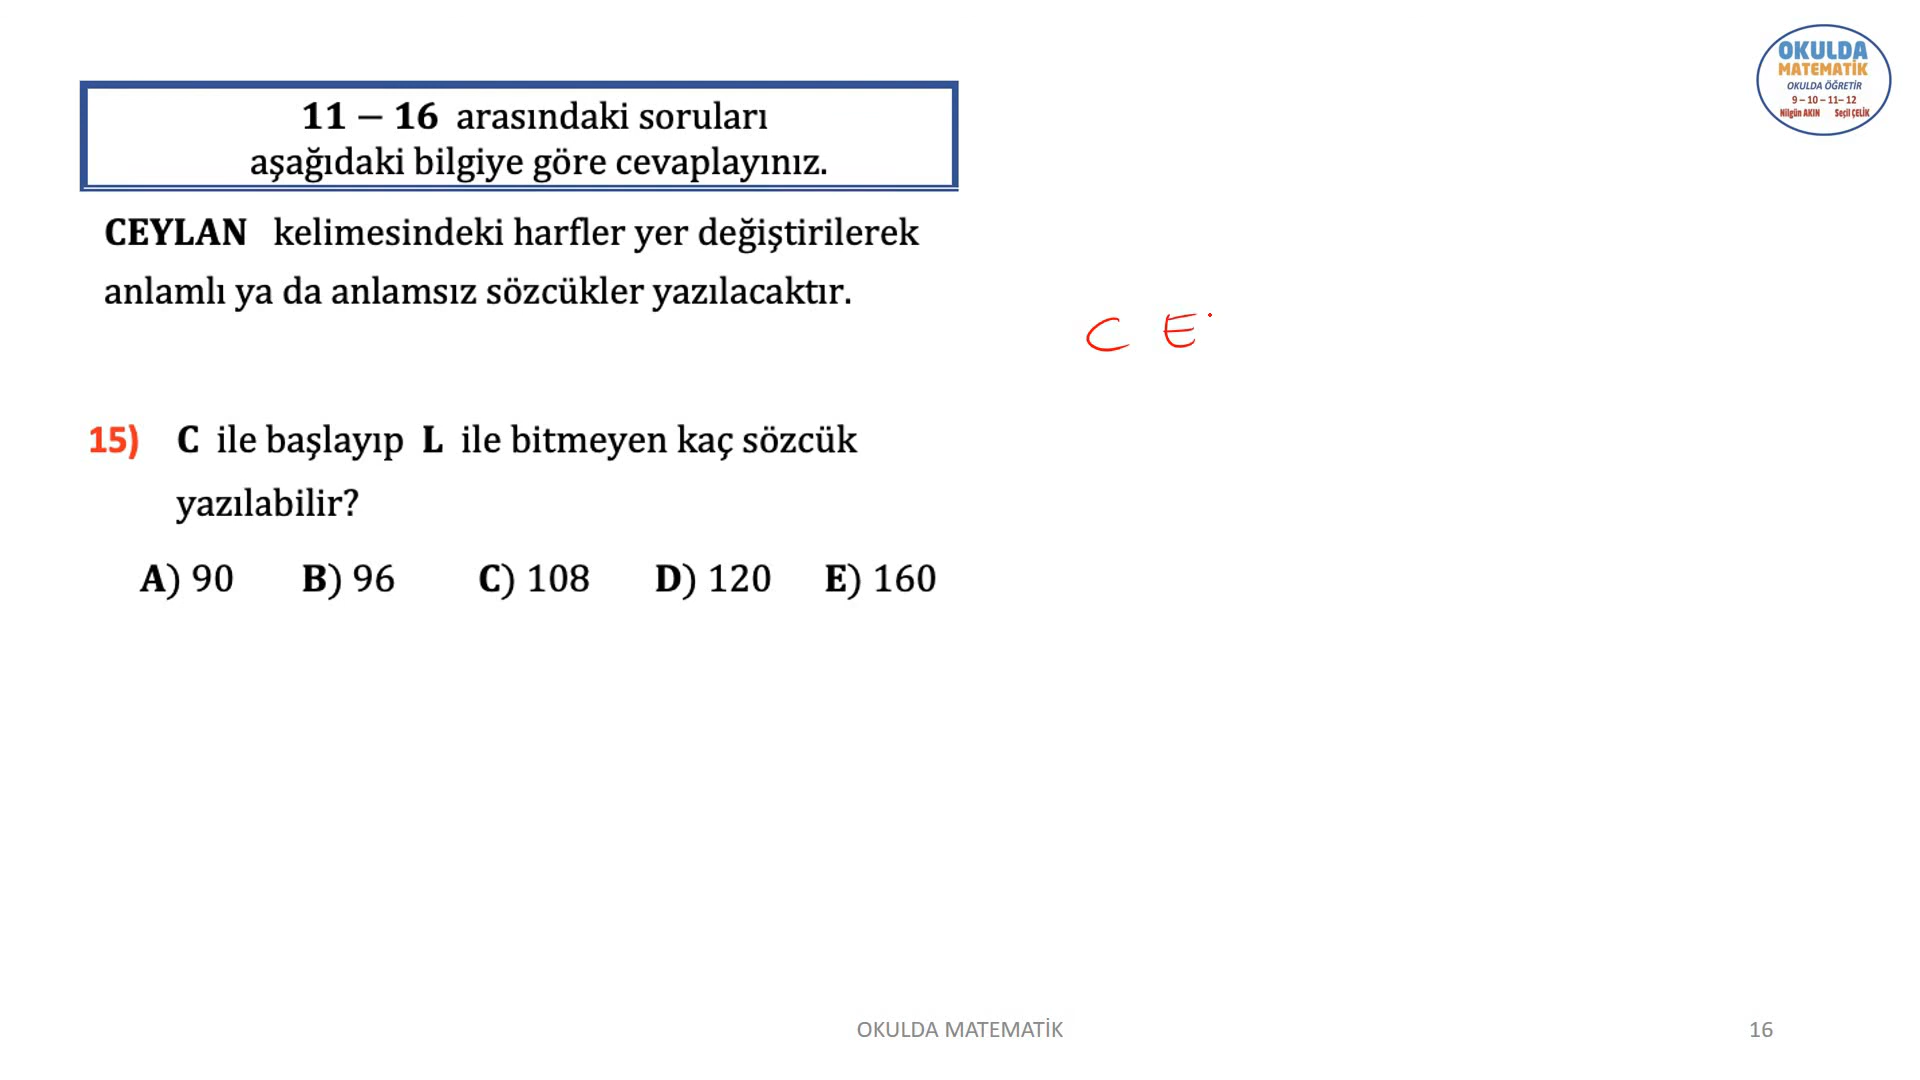 OKULDA
MATEMATİK
OKULDA ÖĞRETİR
9 – 10 – 11– 12
Nilgün AKIN Seçil ÇELİK
11 – 16 arasındaki soruları
aşağıdaki bilgiye göre cevaplayınız.
CEYLAN kelimesindeki harfler yer değiştirilerek
anlamlı ya da anlamsız sözcükler yazılacaktır.
C E
15) C ile başlayıp L ile bitmeyen kaç sözcük
yazılabilir?
A) 90 B) 96 C) 108 D) 120 E) 160
OKULDA MATEMATİK 16